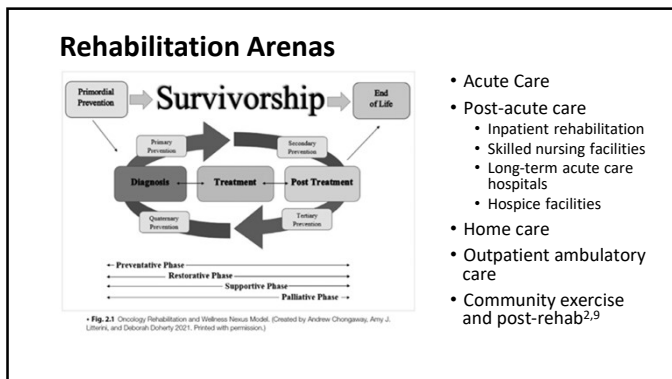 Rehabilitation Arenas
Primordial
Prevention
Survivorship
End
of Life
Primary
Prevention
Secondary
Prevention
Diagnosis
Treatment
Post Treatment
Quaternary
Prevention
Tertiary
Prevention
Preventative Phase
Restorative Phase
Supportive Phase
Palliative Phase
• Fig. 2.1 Oncology Rehabilitation and Wellness Nexus Model. (Created by Andrew Chongaway, Amy J.
Litterini, and Deborah Doherty 2021. Printed with permission.)
• Acute Care
• Post-acute care
• Inpatient rehabilitation
• Skilled nursing facilities
• Long-term acute care
hospitals
• Hospice facilities
• Home care
• Outpatient ambulatory
care
• Community exercise
and post-rehab2,9